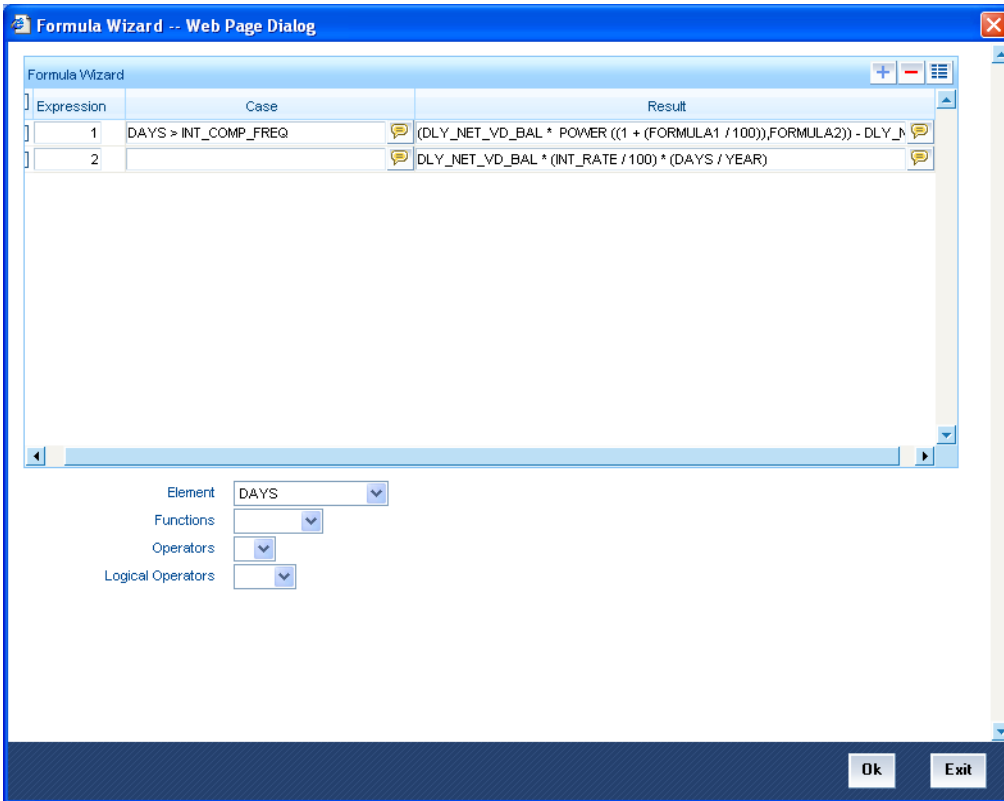 Formula Wizard -- Web Page Dialog
Formula Wizard
Expression Case Result
1 DAYS > INT_COMP_FREQ (DLY_NET_VD_BAL * POWER ((1 + (FORMULA1 / 100)),FORMULA2)) - DLY_N
2 DLY_NET_VD_BAL * (INT_RATE / 100) * (DAYS / YEAR)
Element DAYS
Functions
Operators
Logical Operators
Ok Exit